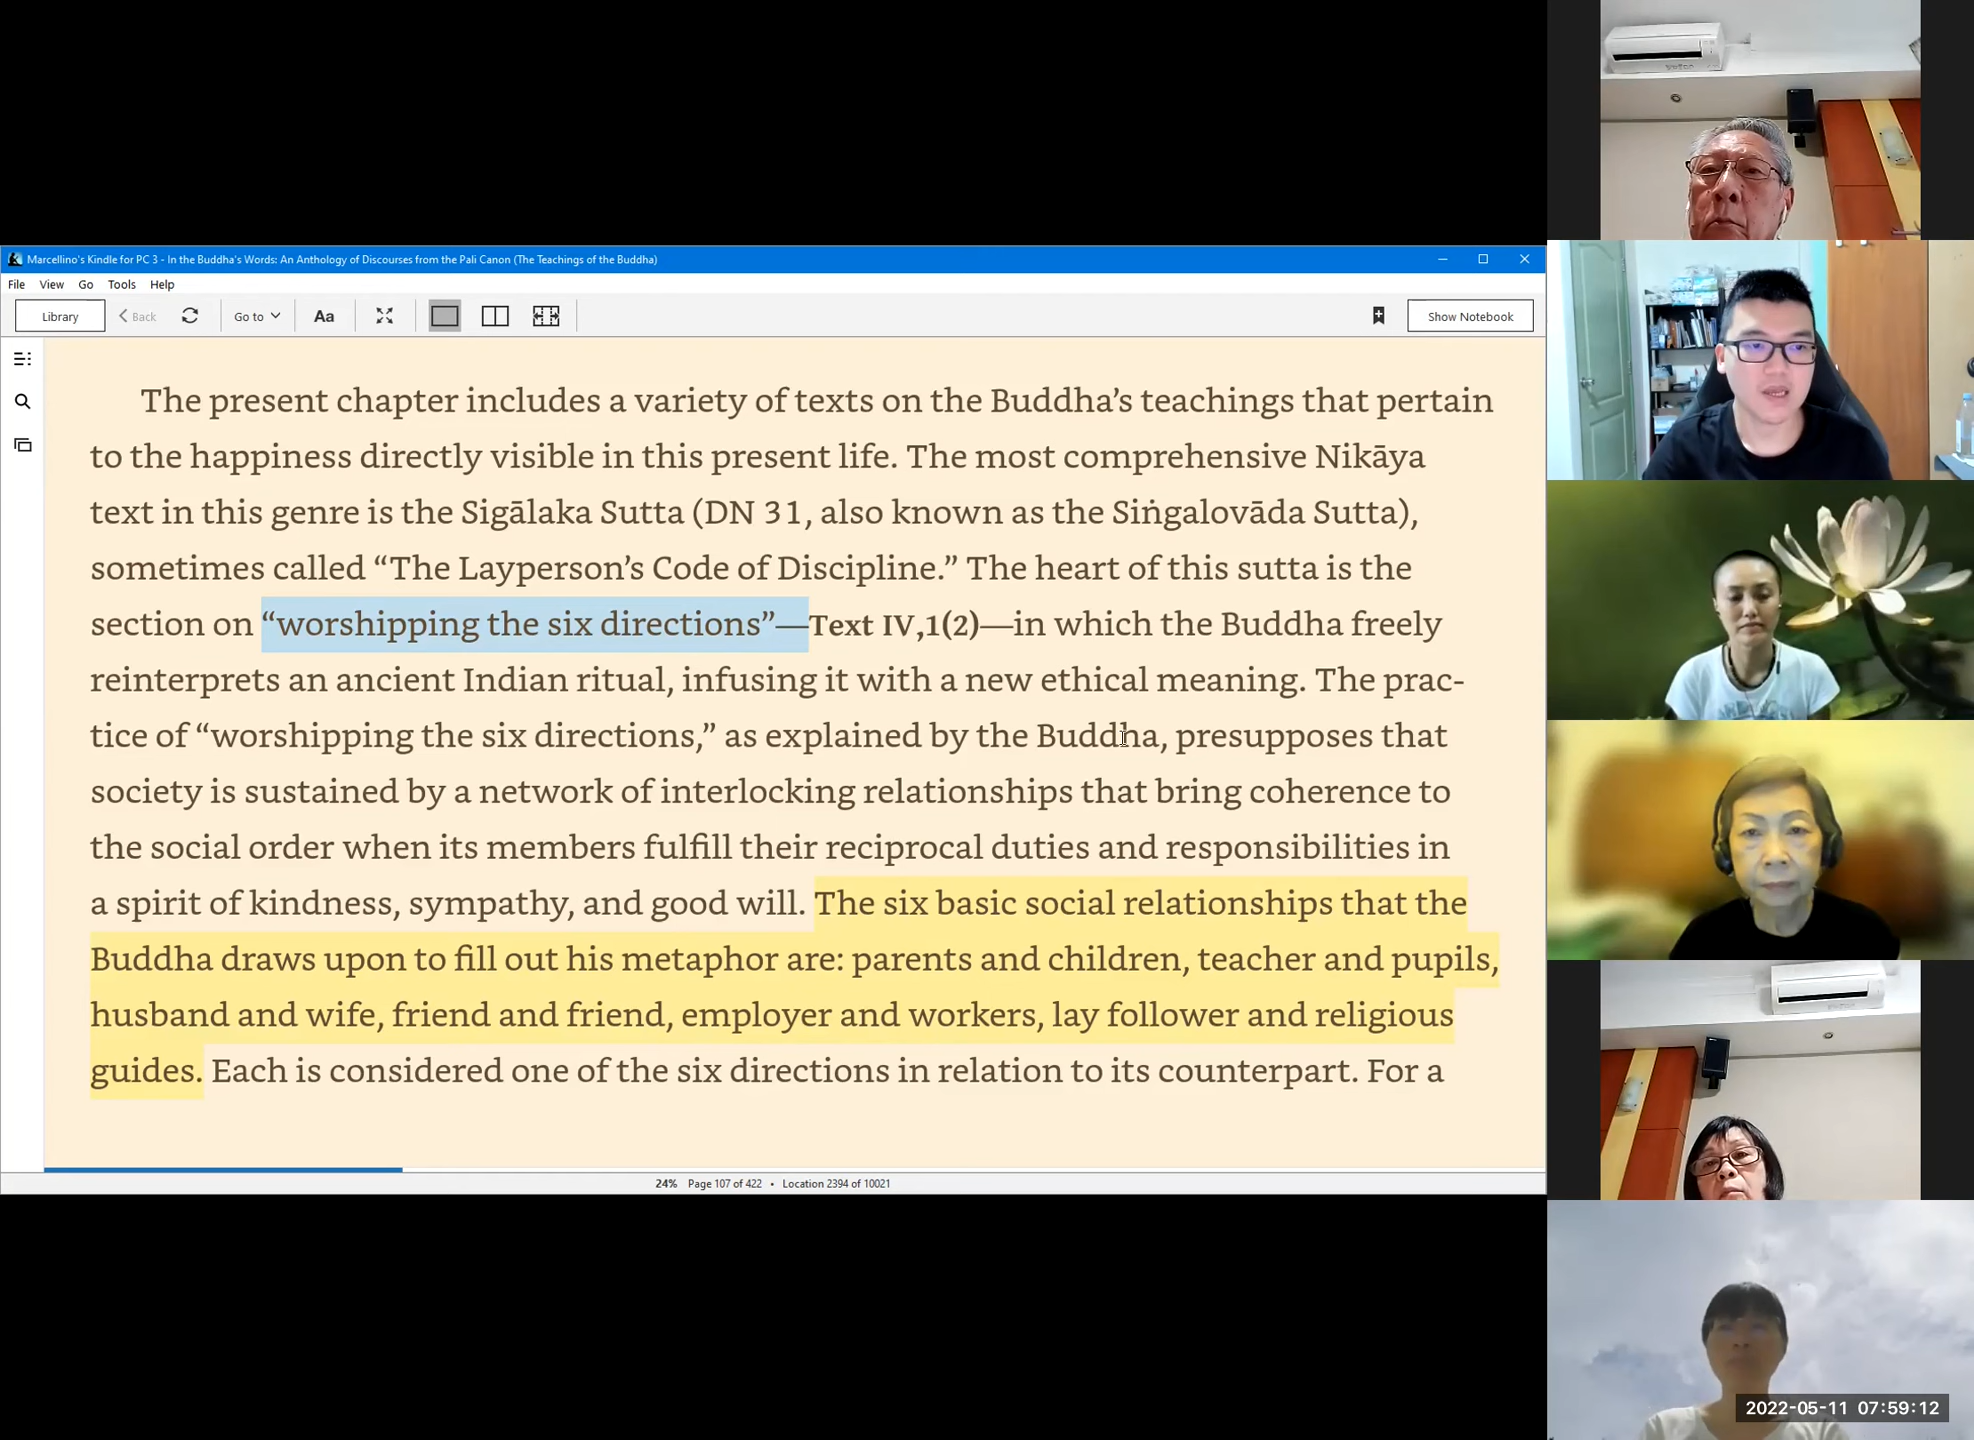 Marcellino's Kindle for PC 3 - In the Buddha's Words: An Anthology of Discourses from the Pali Canon (The Teachings of the Buddha)
File View Go Tools Help
Library Back Go to Aa Show Notebook
The present chapter includes a variety of texts on the Buddha’s teachings that pertain
to the happiness directly visible in this present life. The most comprehensive Nikāya
text in this genre is the Sigālaka Sutta (DN 31, also known as the Siṅgalovāda Sutta),
sometimes called “The Layperson’s Code of Discipline.” The heart of this sutta is the
section on “worshipping the six directions”—Text IV,1(2)—in which the Buddha freely
reinterprets an ancient Indian ritual, infusing it with a new ethical meaning. The prac-
tice of “worshipping the six directions,” as explained by the Buddha, presupposes that
society is sustained by a network of interlocking relationships that bring coherence to
the social order when its members fulfill their reciprocal duties and responsibilities in
a spirit of kindness, sympathy, and good will. The six basic social relationships that the
Buddha draws upon to fill out his metaphor are: parents and children, teacher and pupils,
husband and wife, friend and friend, employer and workers, lay follower and religious
guides. Each is considered one of the six directions in relation to its counterpart. For a
24% Page 107 of 422 • Location 2394 of 10021
2022-05-11 07:59:12